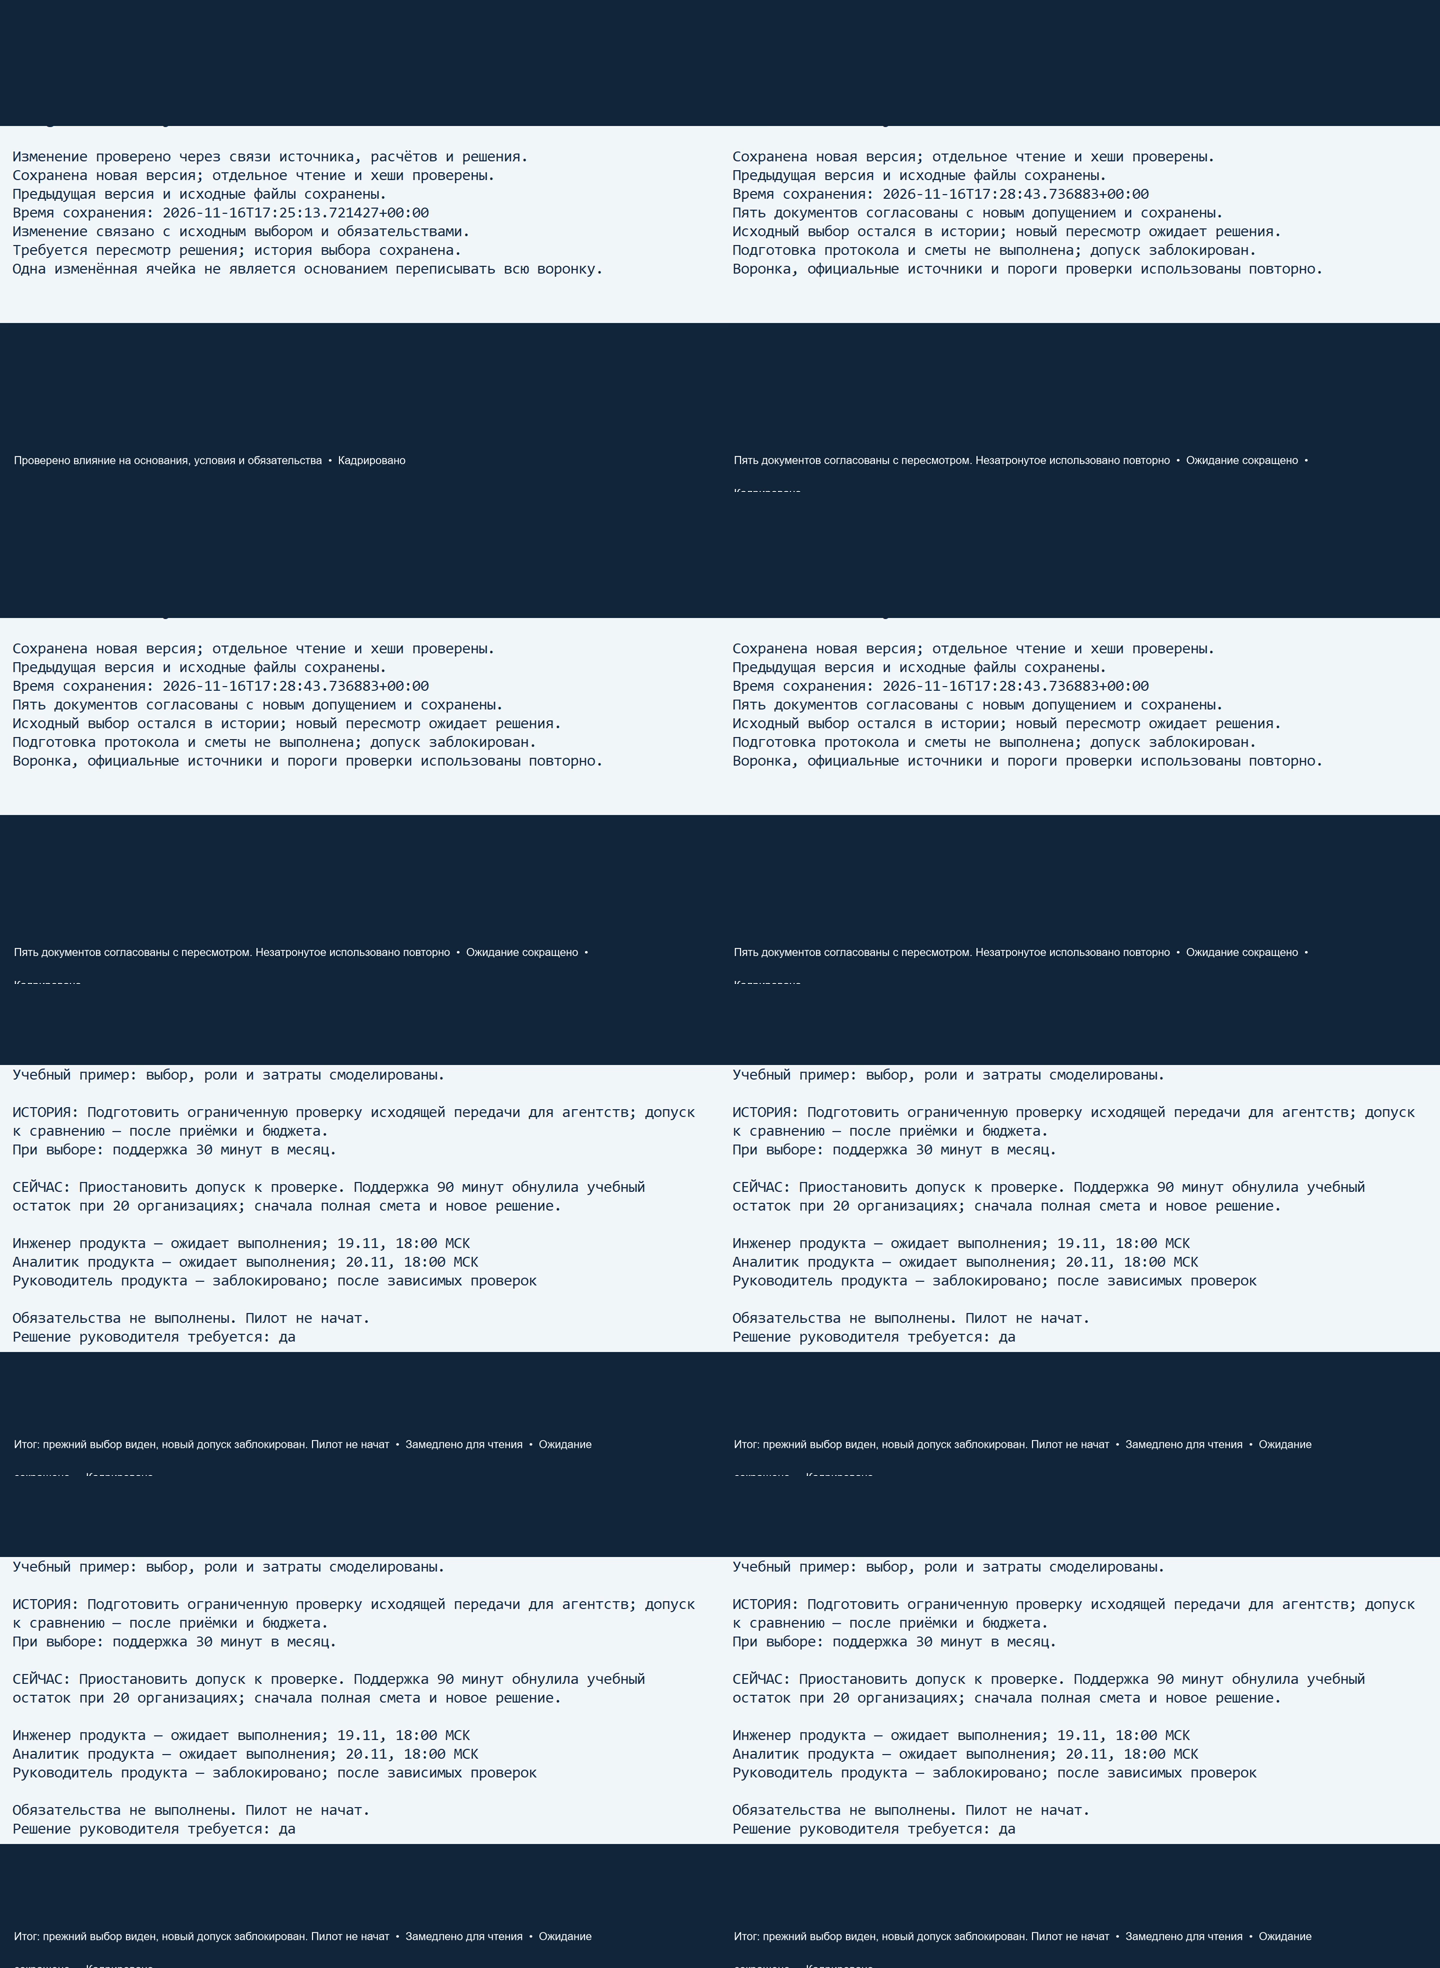 Изменение проверено через связи источника, расчётов и решения.
Сохранена новая версия; отдельное чтение и хеши проверены.
Предыдущая версия и исходные файлы сохранены.
Время сохранения: 2026-11-16T17:25:13.721427+00:00
Изменение связано с исходным выбором и обязательствами.
Требуется пересмотр решения; история выбора сохранена.
Одна изменённая ячейка не является основанием переписывать всю воронку.
Проверено влияние на основания, условия и обязательства • Кадрировано
Сохранена новая версия; отдельное чтение и хеши проверены.
Предыдущая версия и исходные файлы сохранены.
Время сохранения: 2026-11-16T17:28:43.736883+00:00
Пять документов согласованы с новым допущением и сохранены.
Исходный выбор остался в истории; новый пересмотр ожидает решения.
Подготовка протокола и сметы не выполнена; допуск заблокирован.
Воронка, официальные источники и пороги проверки использованы повторно.
Пять документов согласованы с пересмотром. Незатронутое использовано повторно • Ожидание сокращено •
Сохранена новая версия; отдельное чтение и хеши проверены.
Предыдущая версия и исходные файлы сохранены.
Время сохранения: 2026-11-16T17:28:43.736883+00:00
Пять документов согласованы с новым допущением и сохранены.
Исходный выбор остался в истории; новый пересмотр ожидает решения.
Подготовка протокола и сметы не выполнена; допуск заблокирован.
Воронка, официальные источники и пороги проверки использованы повторно.
Пять документов согласованы с пересмотром. Незатронутое использовано повторно • Ожидание сокращено •
Сохранена новая версия; отдельное чтение и хеши проверены.
Предыдущая версия и исходные файлы сохранены.
Время сохранения: 2026-11-16T17:28:43.736883+00:00
Пять документов согласованы с новым допущением и сохранены.
Исходный выбор остался в истории; новый пересмотр ожидает решения.
Подготовка протокола и сметы не выполнена; допуск заблокирован.
Воронка, официальные источники и пороги проверки использованы повторно.
Пять документов согласованы с пересмотром. Незатронутое использовано повторно • Ожидание сокращено •
Учебный пример: выбор, роли и затраты смоделированы.
ИСТОРИЯ: Подготовить ограниченную проверку исходящей передачи для агентств; допуск
к сравнению — после приёмки и бюджета.
При выборе: поддержка 30 минут в месяц.
СЕЙЧАС: Приостановить допуск к проверке. Поддержка 90 минут обнулила учебный
остаток при 20 организациях; сначала полная смета и новое решение.
Инженер продукта — ожидает выполнения; 19.11, 18:00 МСК
Аналитик продукта — ожидает выполнения; 20.11, 18:00 МСК
Руководитель продукта — заблокировано; после зависимых проверок
Обязательства не выполнены. Пилот не начат.
Решение руководителя требуется: да
Итог: прежний выбор виден, новый допуск заблокирован. Пилот не начат • Замедлено для чтения • Ожидание
Учебный пример: выбор, роли и затраты смоделированы.
ИСТОРИЯ: Подготовить ограниченную проверку исходящей передачи для агентств; допуск
к сравнению — после приёмки и бюджета.
При выборе: поддержка 30 минут в месяц.
СЕЙЧАС: Приостановить допуск к проверке. Поддержка 90 минут обнулила учебный
остаток при 20 организациях; сначала полная смета и новое решение.
Инженер продукта — ожидает выполнения; 19.11, 18:00 МСК
Аналитик продукта — ожидает выполнения; 20.11, 18:00 МСК
Руководитель продукта — заблокировано; после зависимых проверок
Обязательства не выполнены. Пилот не начат.
Решение руководителя требуется: да
Итог: прежний выбор виден, новый допуск заблокирован. Пилот не начат • Замедлено для чтения • Ожидание
Учебный пример: выбор, роли и затраты смоделированы.
ИСТОРИЯ: Подготовить ограниченную проверку исходящей передачи для агентств; допуск
к сравнению — после приёмки и бюджета.
При выборе: поддержка 30 минут в месяц.
СЕЙЧАС: Приостановить допуск к проверке. Поддержка 90 минут обнулила учебный
остаток при 20 организациях; сначала полная смета и новое решение.
Инженер продукта — ожидает выполнения; 19.11, 18:00 МСК
Аналитик продукта — ожидает выполнения; 20.11, 18:00 МСК
Руководитель продукта — заблокировано; после зависимых проверок
Обязательства не выполнены. Пилот не начат.
Решение руководителя требуется: да
Итог: прежний выбор виден, новый допуск заблокирован. Пилот не начат • Замедлено для чтения • Ожидание
Учебный пример: выбор, роли и затраты смоделированы.
ИСТОРИЯ: Подготовить ограниченную проверку исходящей передачи для агентств; допуск
к сравнению — после приёмки и бюджета.
При выборе: поддержка 30 минут в месяц.
СЕЙЧАС: Приостановить допуск к проверке. Поддержка 90 минут обнулила учебный
остаток при 20 организациях; сначала полная смета и новое решение.
Инженер продукта — ожидает выполнения; 19.11, 18:00 МСК
Аналитик продукта — ожидает выполнения; 20.11, 18:00 МСК
Руководитель продукта — заблокировано; после зависимых проверок
Обязательства не выполнены. Пилот не начат.
Решение руководителя требуется: да
Итог: прежний выбор виден, новый допуск заблокирован. Пилот не начат • Замедлено для чтения • Ожидание